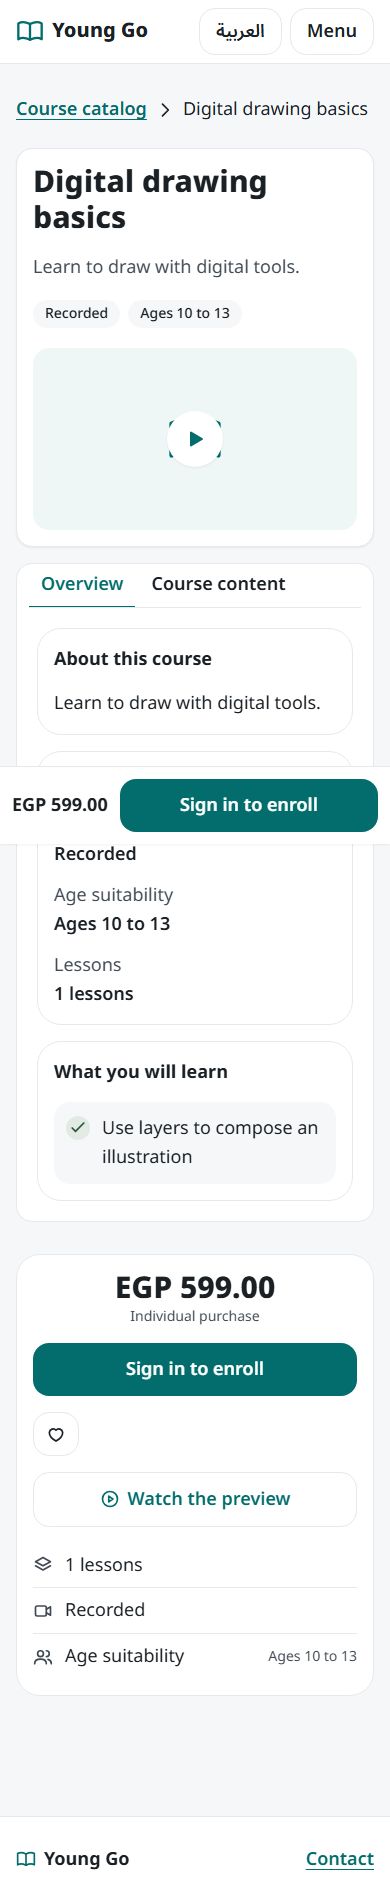 Young Go
العربية
Menu
Course catalog > Digital drawing basics
Digital drawing
basics
Learn to draw with digital tools.
Recorded
Ages 10 to 13
Overview
Course content
About this course
Learn to draw with digital tools.
EGP 599.00
Sign in to enroll
Recorded
Age suitability
Ages 10 to 13
Lessons
1 lessons
What you will learn
Use layers to compose an
illustration
EGP 599.00
Individual purchase
Sign in to enroll
Watch the preview
1 lessons
Recorded
Age suitability
Ages 10 to 13
Young Go
Contact